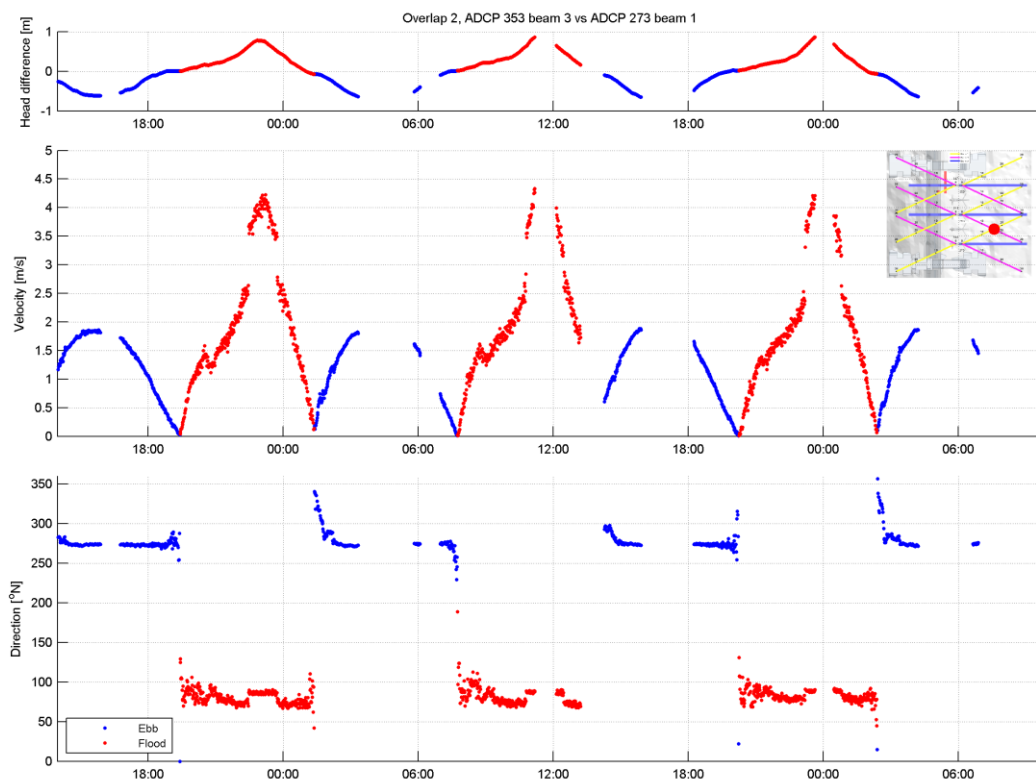 Overlap 2, ADCP 353 beam 3 vs ADCP 273 beam 1
Head difference [m]
1
0
-1
18:00 00:00 06:00 12:00 18:00 00:00 06:00
Velocity [m/s]
5
4.5
4
3.5
3
2.5
2
1.5
1
0.5
0
18:00 00:00 06:00 12:00 18:00 00:00 06:00
Direction [°N]
350
300
250
200
150
100
50
0
Ebb
Flood
18:00 00:00 06:00 12:00 18:00 00:00 06:00